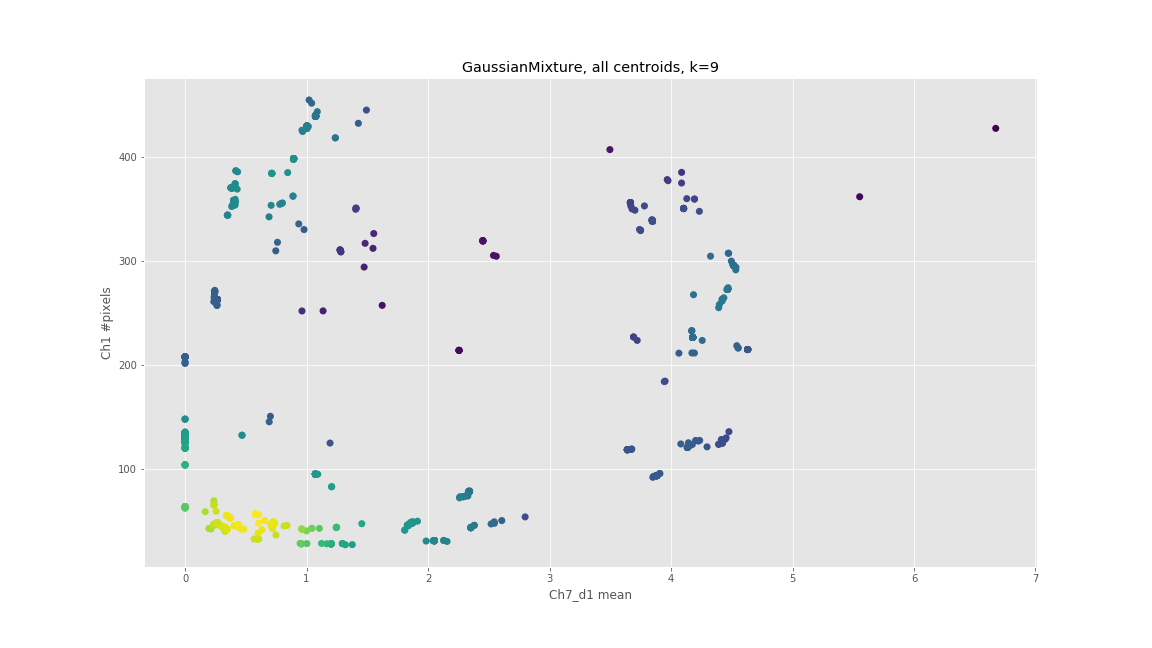 GaussianMixture, all centroids, k=9
Ch1 #pixels
400
300
200
100
0 1 2 3 4 5 6 7
Ch7_d1 mean